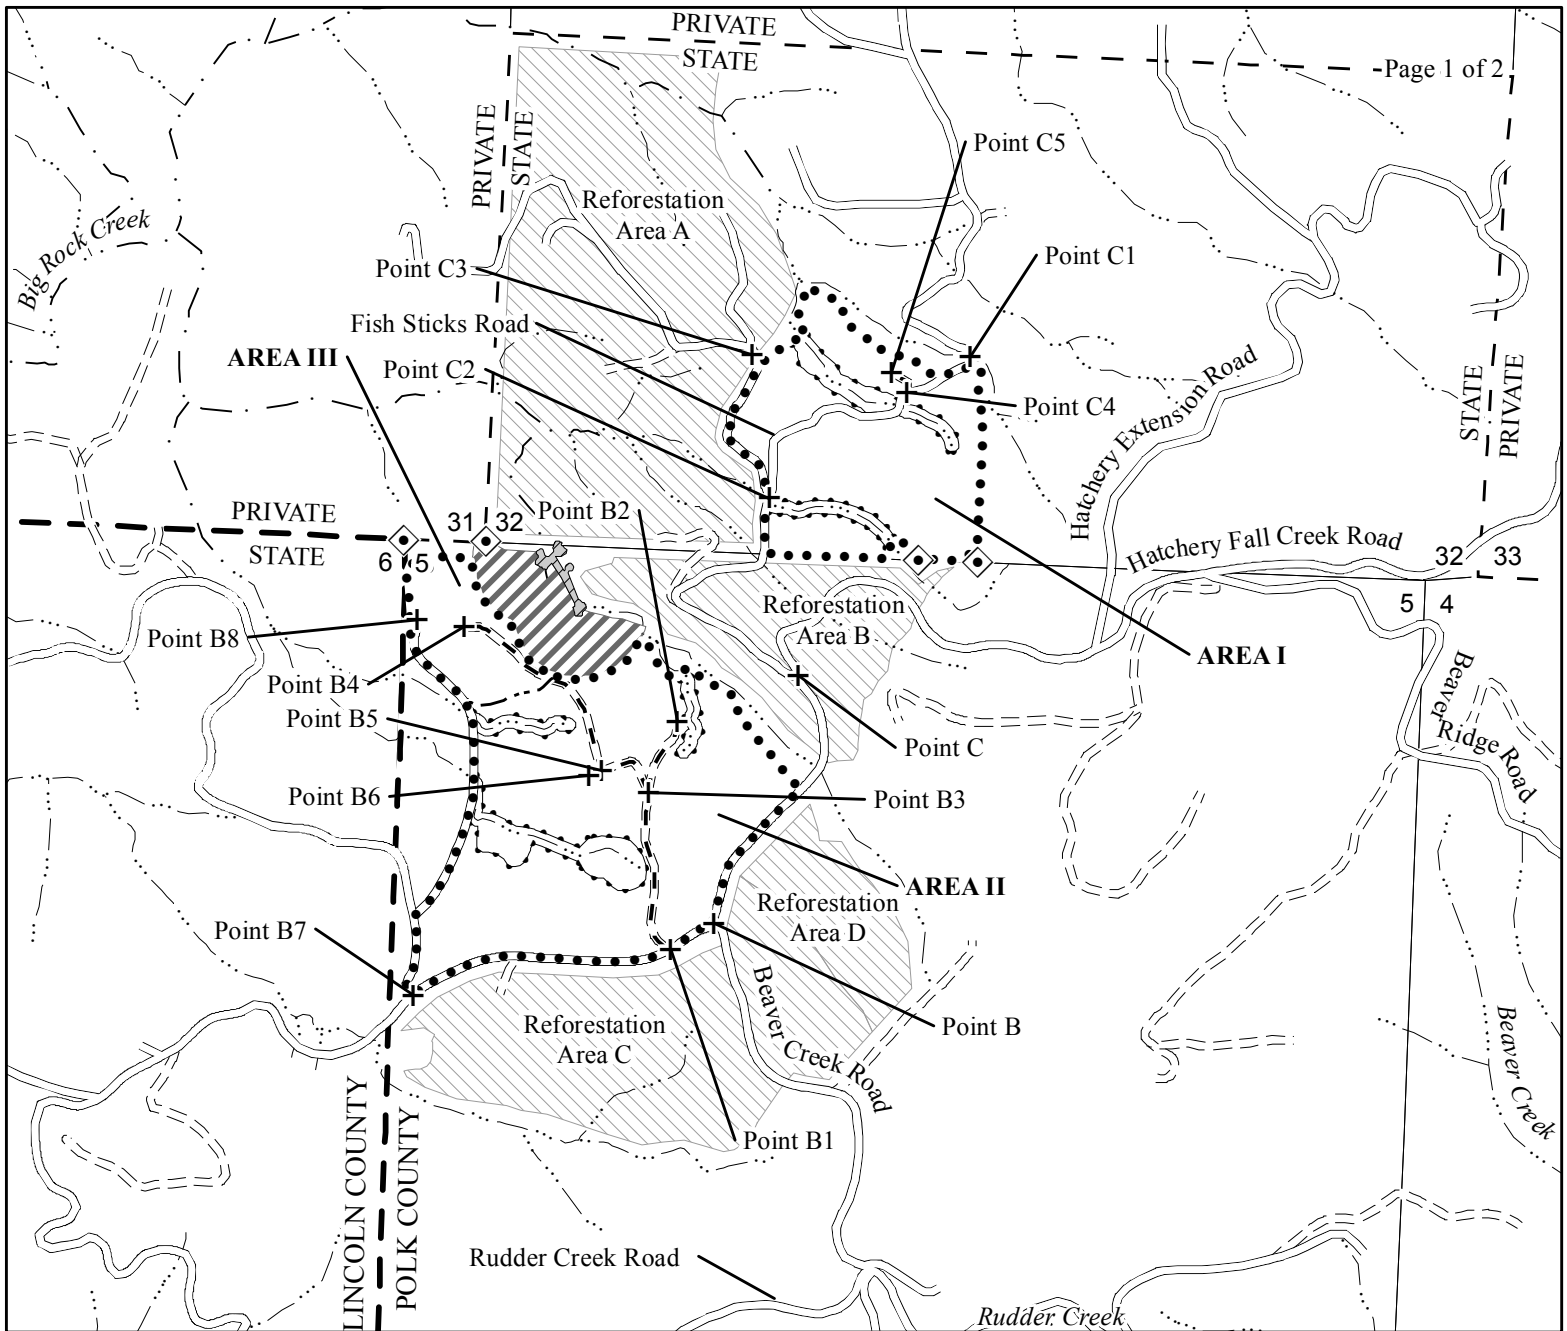 PRIVATE
STATE
Page 1 of 2
PRIVATE
STATE
Point C5
Reforestation
Area A
Big Rock Creek
Point C3
Point C1
Fish Sticks Road
AREA III
Point C2
Point C4
Hatchery Extension Road
STATE
PRIVATE
PRIVATE
STATE
31
32
6
5
Point B2
Hatchery Fall Creek Road
32
33
5
4
Reforestation
Area B
Point B8
AREA I
Point B4
Point B5
Beaver
Ridge Road
Point C
Point B6
Point B3
AREA II
Reforestation
Area D
Point B7
Beaver Creek Road
Point B
Reforestation
Area C
Beaver Creek
LINCOLN COUNTY
POLK COUNTY
Point B1
Rudder Creek Road
Rudder Creek